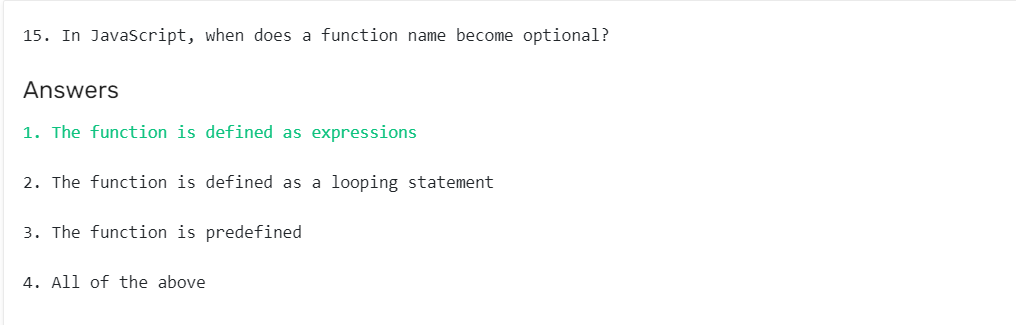 15. In JavaScript, when does a function name become optional?
Answers
1. The function is defined as expressions
2. The function is defined as a looping statement
3. The function is predefined
4. All of the above